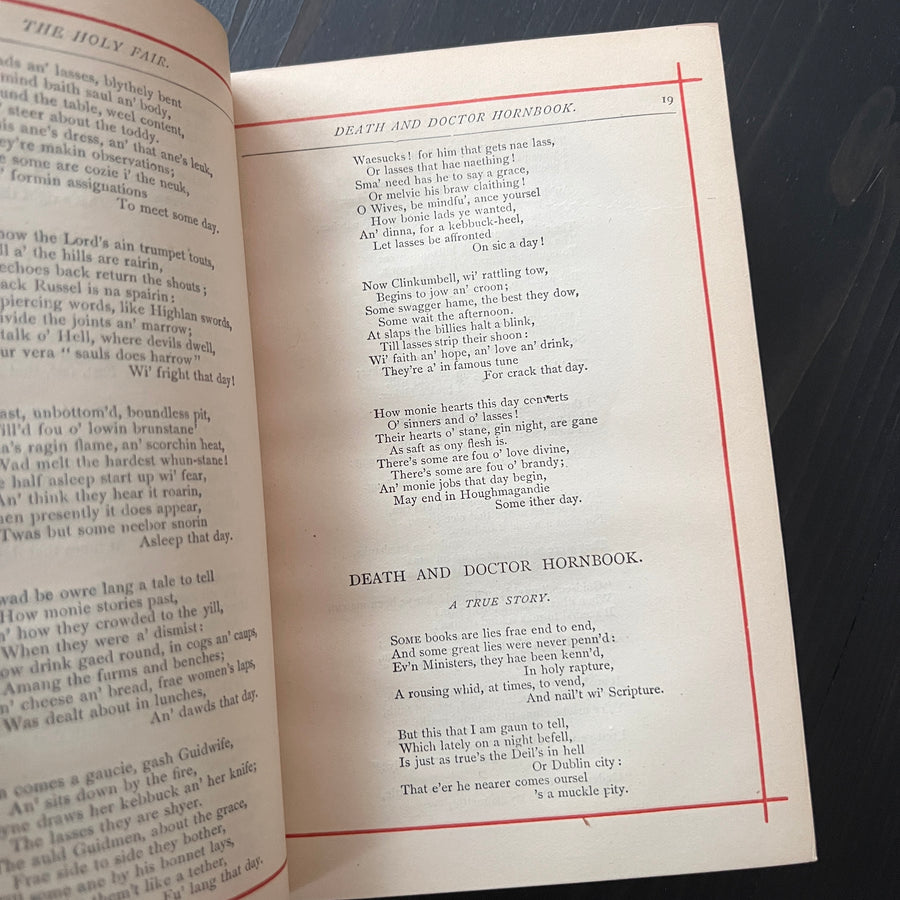 THE HOLY FAIR.
an' lasses, blythely bent
mind baith saul an' body,
the table, weel content,
steer about the toddy.
ane's dress, an' that ane's leuk,
makin observations;
some are cozie i' the neuk,
formin assignations
To meet some day.
now the Lord's ain trumpet touts,
a' the hills are rairin,
echoes back return the shouts;
Russel is na spairin:
piercing words, like Highlan swords,
the joints an' marrow;
talk o' Hell, where devils dwell,
vera "sauls does harrow"
Wi' fright that day!
unbottom'd, boundless pit,
fou o' lowin brunstane
ragin flame, an' scorchin heat,
Wad melt the hardest whun-stane!
half asleep start up wi' fear,
An' think they hear it roarin,
presently it does appear,
'Twas but some neebor snorin
Asleep that day.
wad be owre lang a tale to tell
How monie stories past,
how they crowded to the yill,
When they were a' dismist:
drink gaed round, in cogs an' caups,
Amang the furms and benches;
cheese an' bread, frae women's laps,
Was dealt about in lunches,
An' dawds that day.
comes a gaucie, gash Guidwife,
An' sits down by the fire,
draws her kebbuck an' her knife;
The lasses they are shyer.
The auld Guidmen, about the grace,
Frae side to side they bother,
some ane by his bonnet lays,
them't like a tether,
Fu' lang that day.
DEATH AND DOCTOR HORNBOOK. 19
Waesucks! for him that gets nae lass,
Or lasses that hae naething!
Sma' need has he to say a grace,
Or melvie his braw claithing!
O Wives, be mindfu', ance yoursel
How bonie lads ye wanted,
An' dinna, for a kebbuck-heel,
Let lasses be affronted
On sic a day!
Now Clinkumbell, wi' rattling tow,
Begins to jow an' croon;
Some swagger hame, the best they dow,
Some wait the afternoon.
At slaps the billies halt a blink,
Till lasses strip their shoon:
Wi' faith an' hope, an' love an' drink,
They're a' in famous tune
For crack that day.
How monie hearts this day converts
O' sinners and o' lasses!
Their hearts o' stane, gin night, are gane
As saft as ony flesh is.
There's some are fou o' love divine,
There's some are fou o' brandy;
An' monie jobs that day begin,
May end in Houghmagandie
Some ither day.
DEATH AND DOCTOR HORNBOOK.
A TRUE STORY.
SOME books are lies frae end to end,
And some great lies were never penn'd:
Ev'n Ministers, they hae been kenn'd,
In holy rapture,
A rousing whid, at times, to vend,
And nail't wi' Scripture.
But this that I am gaun to tell,
Which lately on a night befell,
Is just as true's the Deil's in hell
Or Dublin city:
That e'er he nearer comes oursel
's a muckle pity.